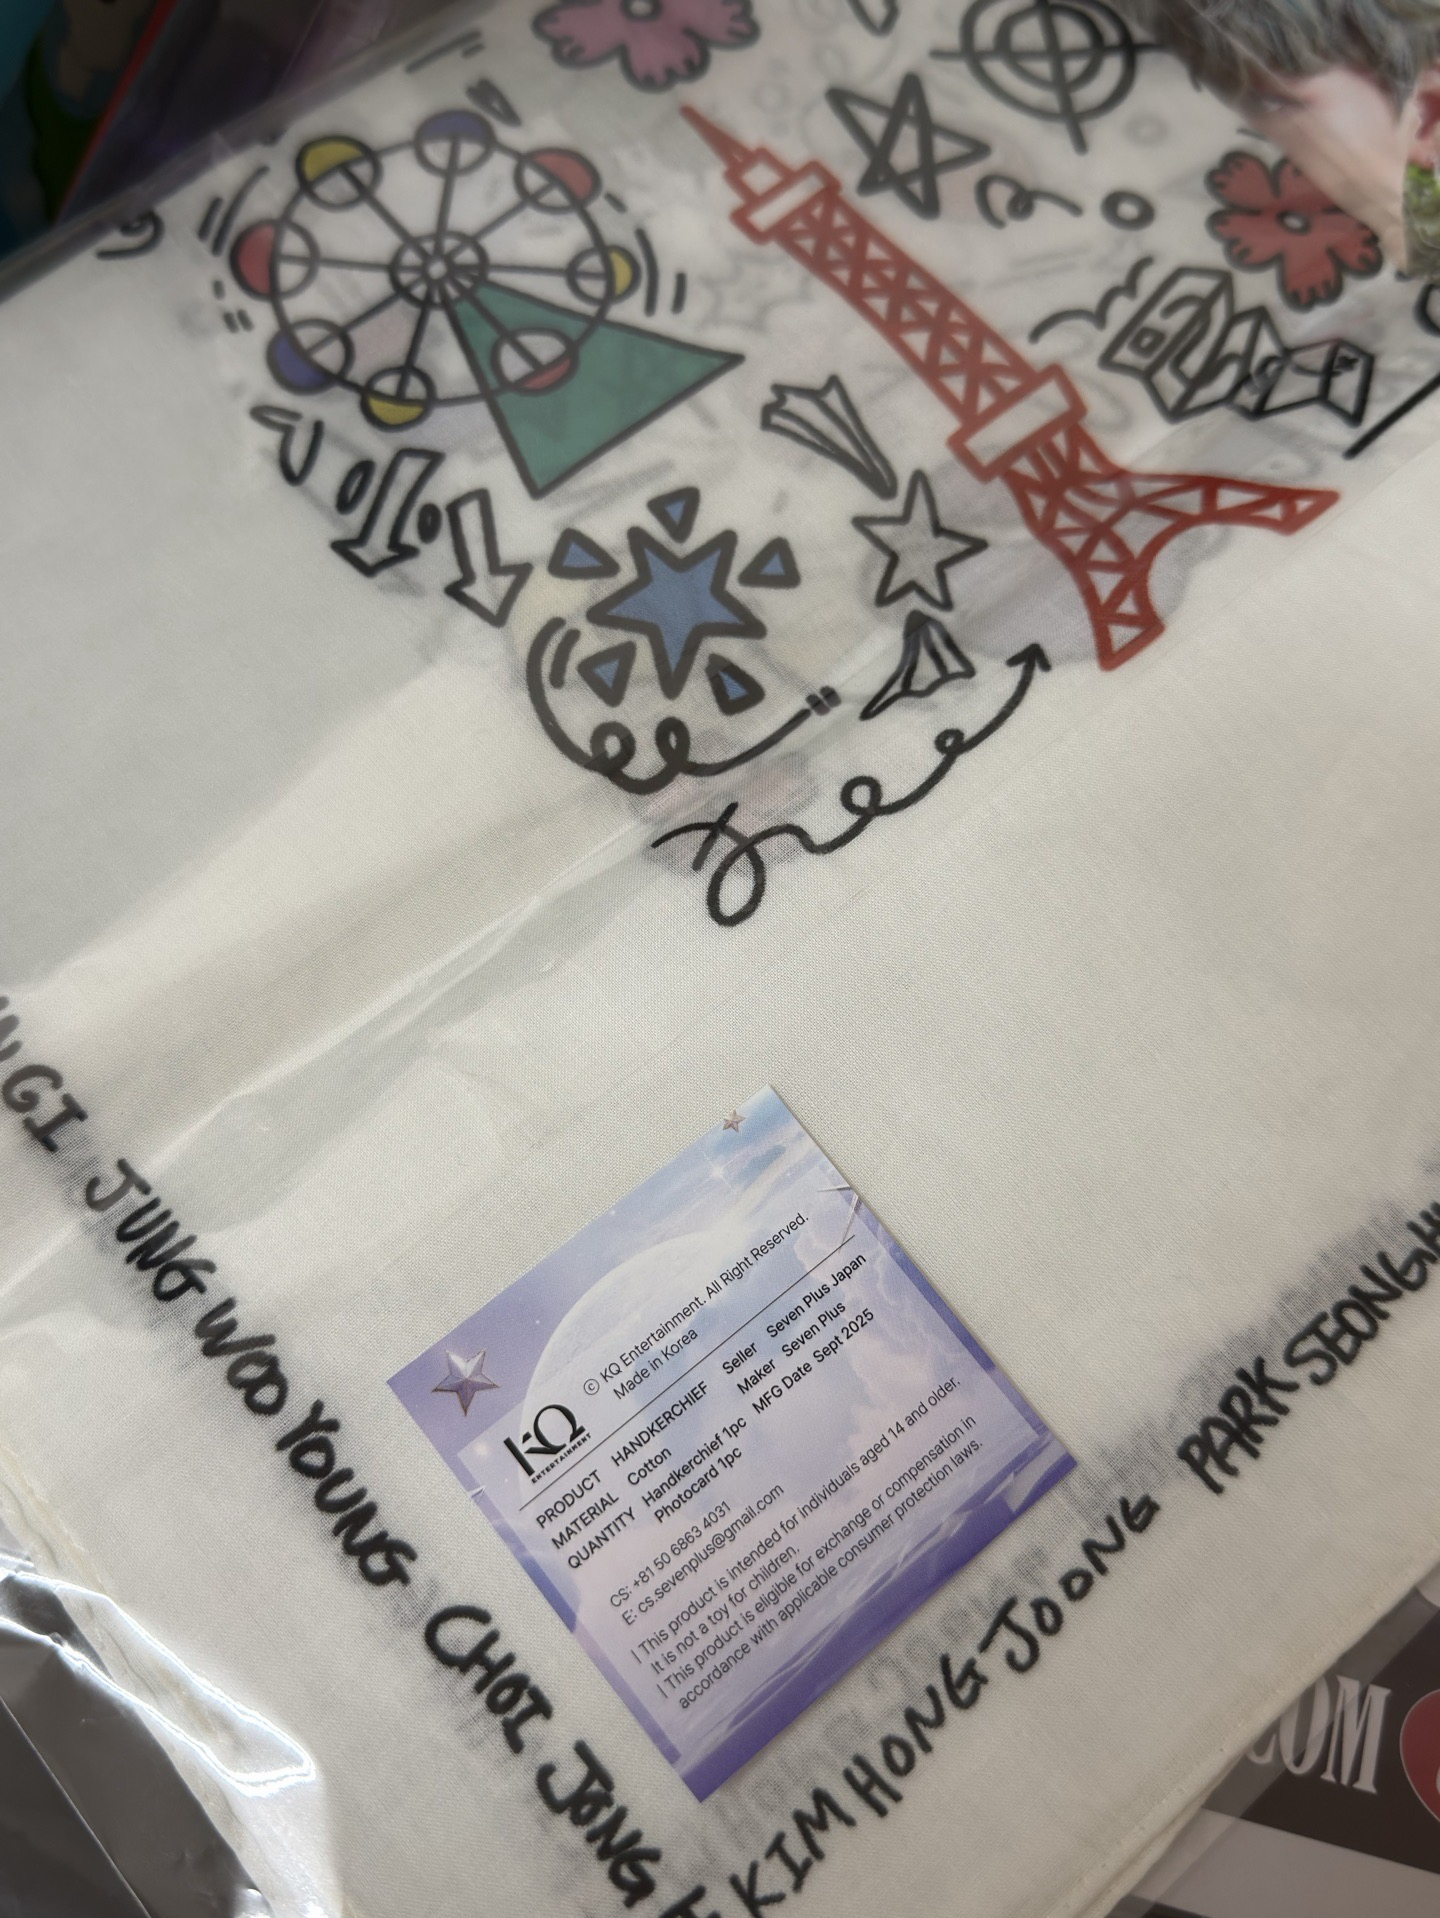 NGI JUNG WOO YOUNG CHOI JONG
KIM HONG-JOONG PARK SEONGH
KQ
ENTERTAINMENT
© KQ Entertainment. All Right Reserved.
Made in Korea
PRODUCT HANDKERCHIEF Seller Seven Plus Japan
MATERIAL Cotton Maker Seven Plus
QUANTITY Handkerchief 1pc MFG Date Sept 2025
Photocard 1pc
CS: +81 50 6863 4031
E: cs.sevenplus@gmail.com
| This product is intended for individuals aged 14 and older.
It is not a toy for children.
| This product is eligible for exchange or compensation in
accordance with applicable consumer protection laws.
COM